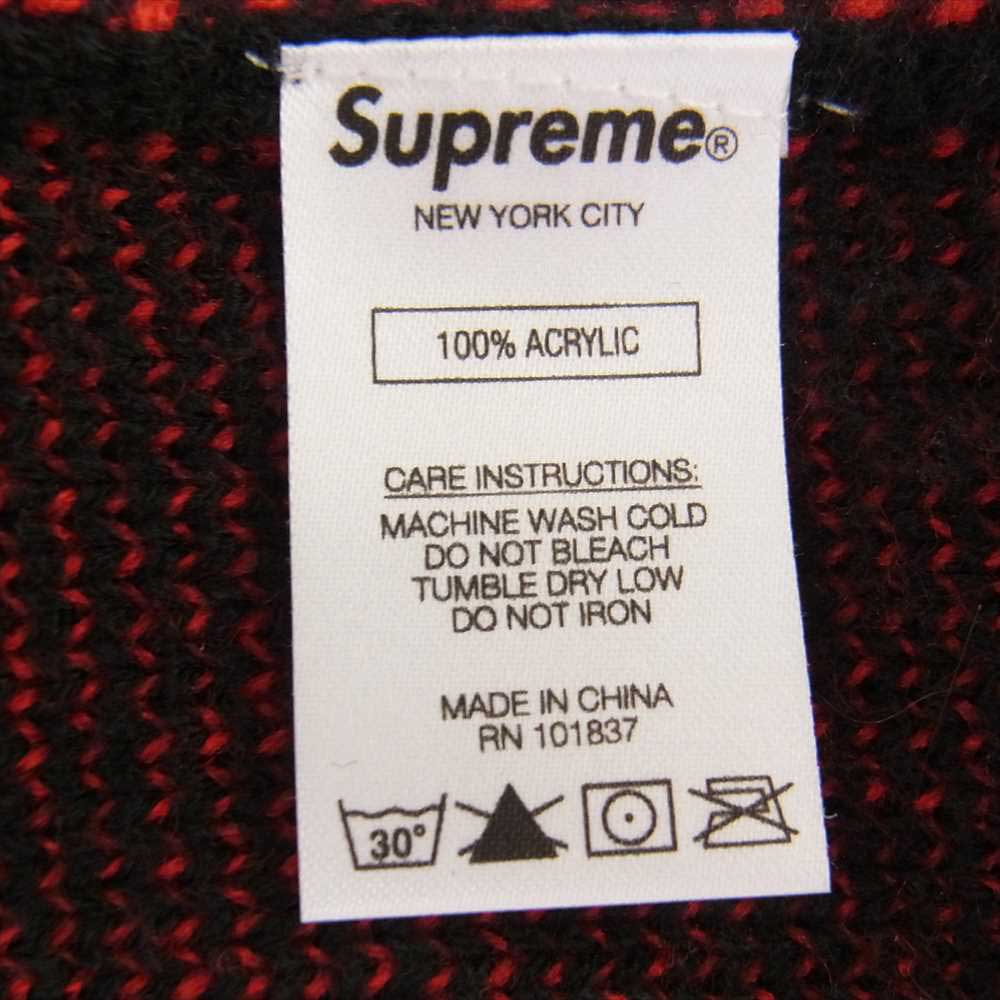 Supreme®
NEW YORK CITY
100% ACRYLIC
CARE INSTRUCTIONS:
MACHINE WASH COLD
DO NOT BLEACH
TUMBLE DRY LOW
DO NOT IRON
MADE IN CHINA
RN 101837
30°